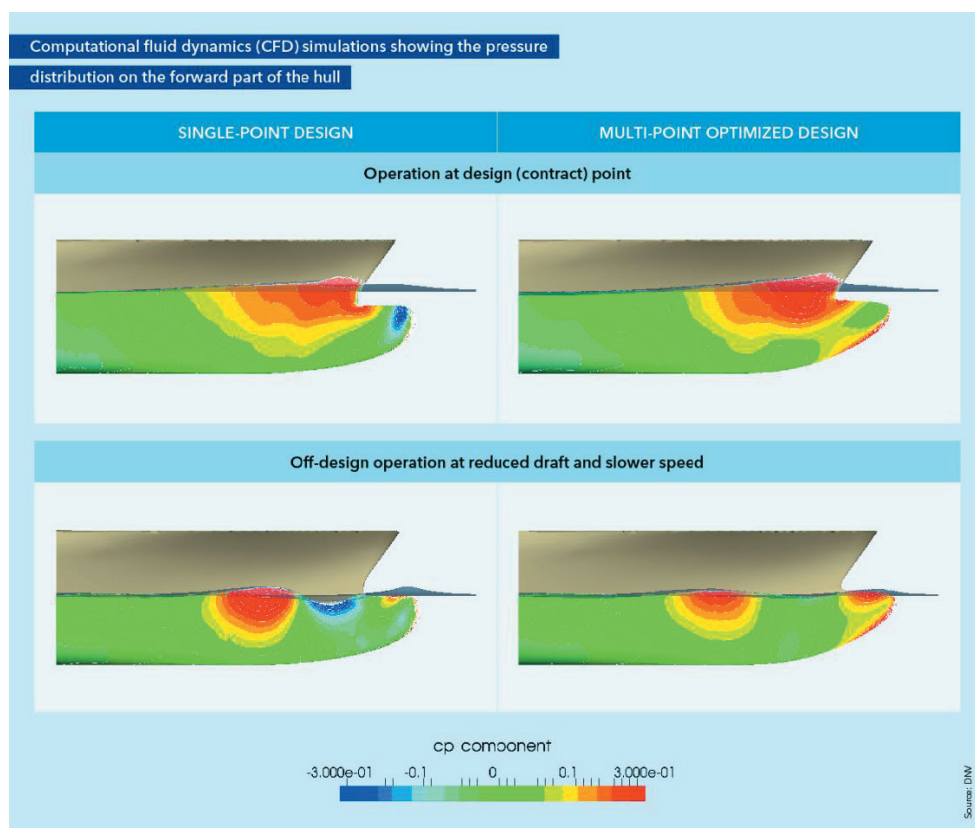 Computational fluid dynamics (CFD) simulations showing the pressure
distribution on the forward part of the hull
SINGLE-POINT DESIGN
MULTI-POINT OPTIMIZED DESIGN
Operation at design (contract) point
Off-design operation at reduced draft and slower speed
cp component
-3.000e-01 -0.1 0 0.1 3.000e-01
Source: DNV